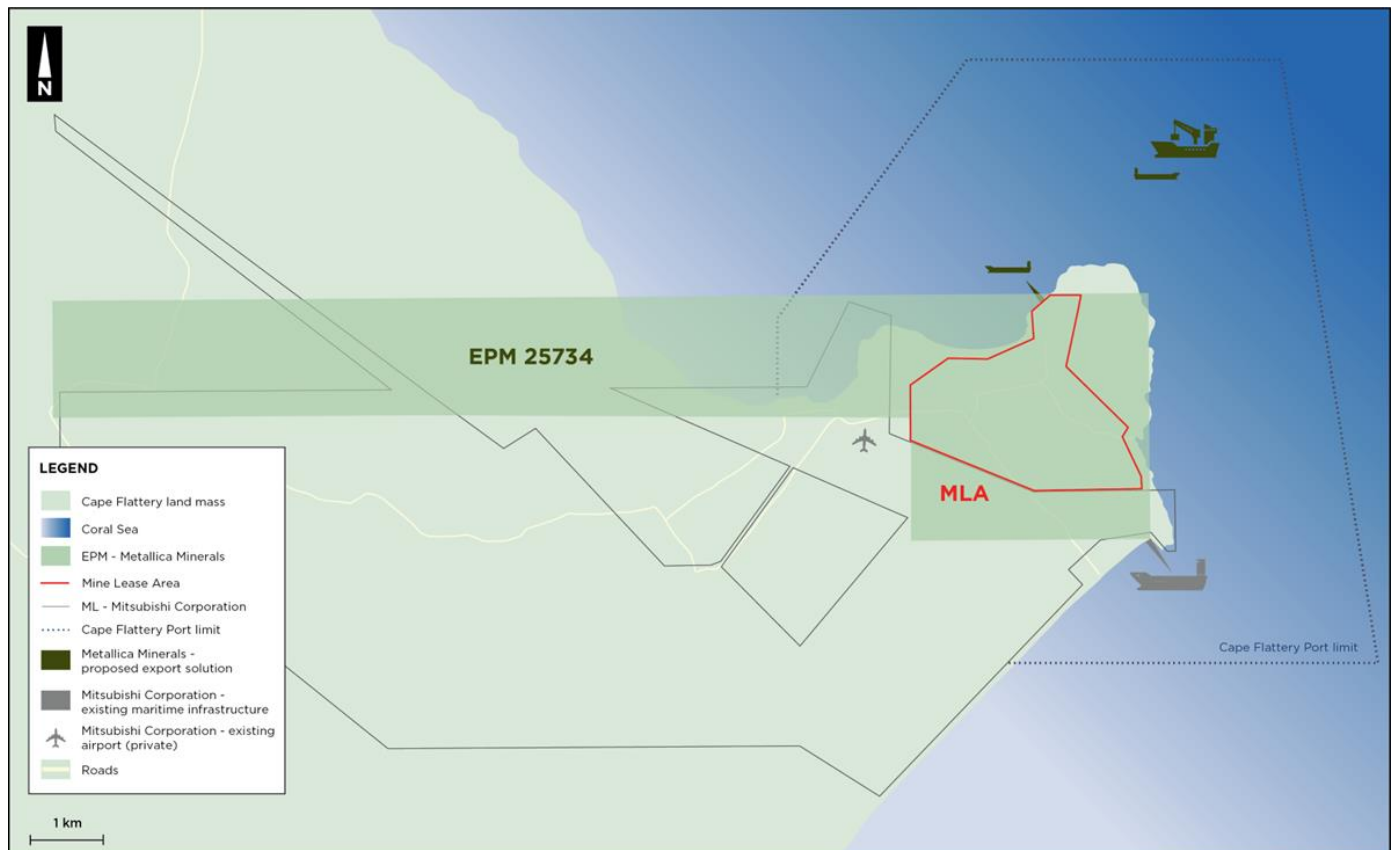 N
EPM 25734
MLA
Cape Flattery Port limit
LEGEND
Cape Flattery land mass
Coral Sea
EPM - Metallica Minerals
Mine Lease Area
ML - Mitsubishi Corporation
Cape Flattery Port limit
Metallica Minerals -
proposed export solution
Mitsubishi Corporation -
existing maritime infrastructure
Mitsubishi Corporation - existing
airport (private)
Roads
1 km